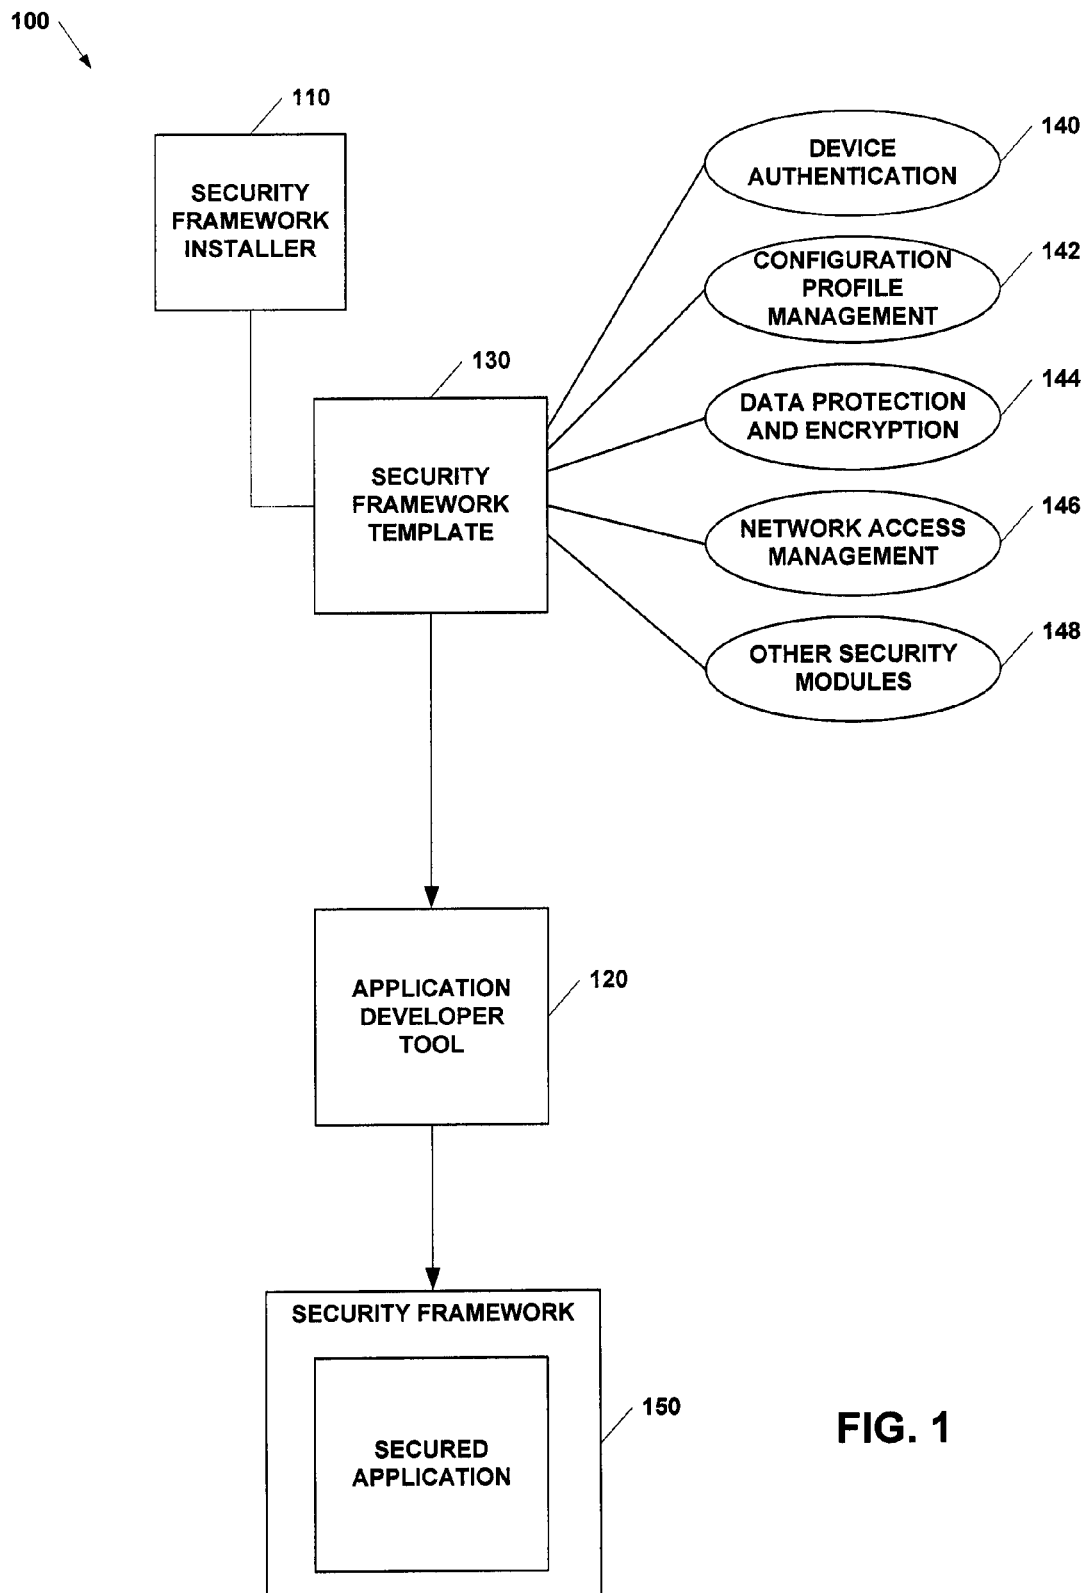 100
110
SECURITY
FRAMEWORK
INSTALLER
DEVICE
AUTHENTICATION
140
CONFIGURATION
PROFILE
MANAGEMENT
142
130
SECURITY
FRAMEWORK
TEMPLATE
DATA PROTECTION
AND ENCRYPTION
144
NETWORK ACCESS
MANAGEMENT
146
OTHER SECURITY
MODULES
148
APPLICATION
DEVELOPER
TOOL
120
SECURITY FRAMEWORK
SECURED
APPLICATION
150
FIG. 1